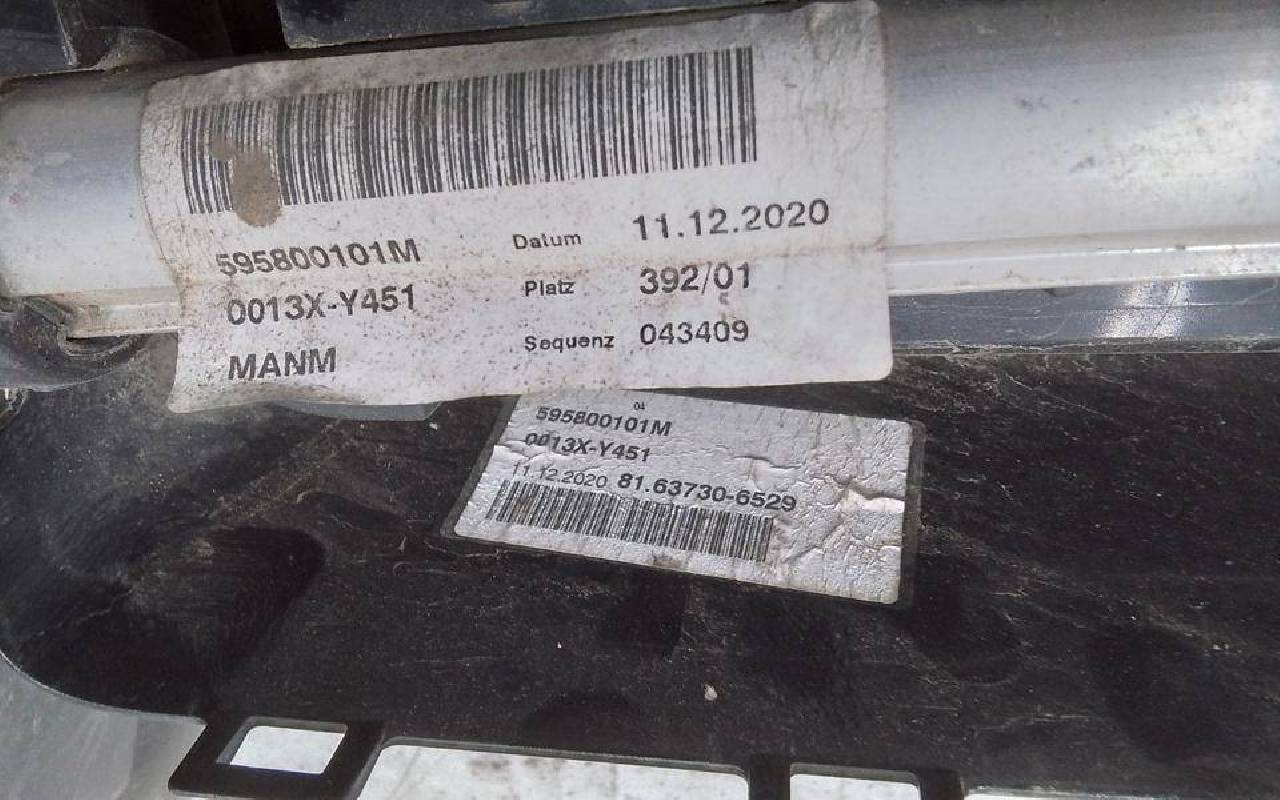 595800101M
0013X-Y451
MANM
Datum 11.12.2020
Platz 392/01
Sequenz 043409
04
595800101M
0013X-Y451
11.12.2020 81.63730-6529